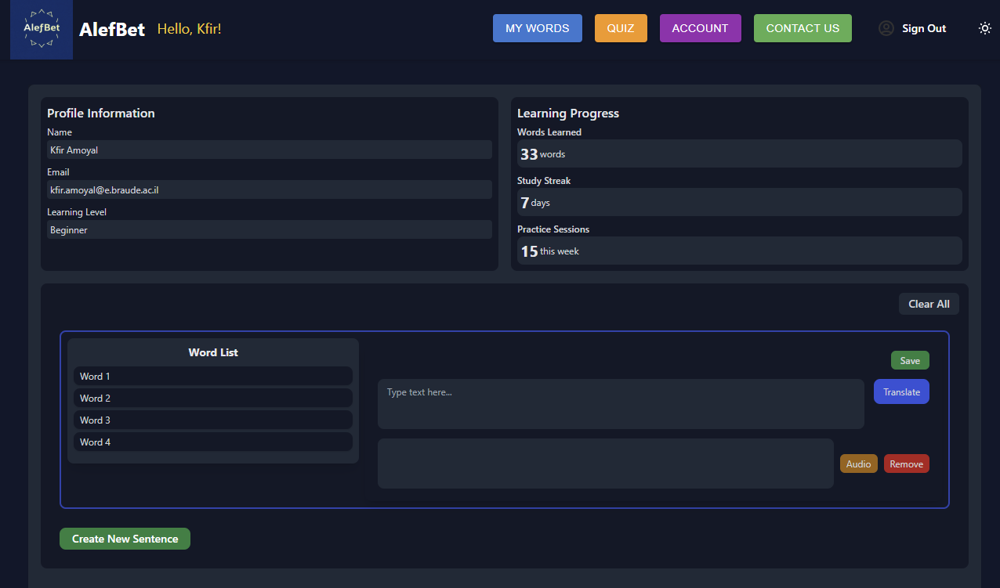 AlefBet
AlefBet
Hello, Kfir!
MY WORDS
QUIZ
ACCOUNT
CONTACT US
Sign Out
Profile Information
Name
Kfir Amoyal
Email
kfir.amoyal@e.braude.ac.il
Learning Level
Beginner
Learning Progress
Words Learned
33 words
Study Streak
7 days
Practice Sessions
15 this week
Clear All
Word List
Word 1
Word 2
Word 3
Word 4
Save
Type text here...
Translate
Audio
Remove
Create New Sentence